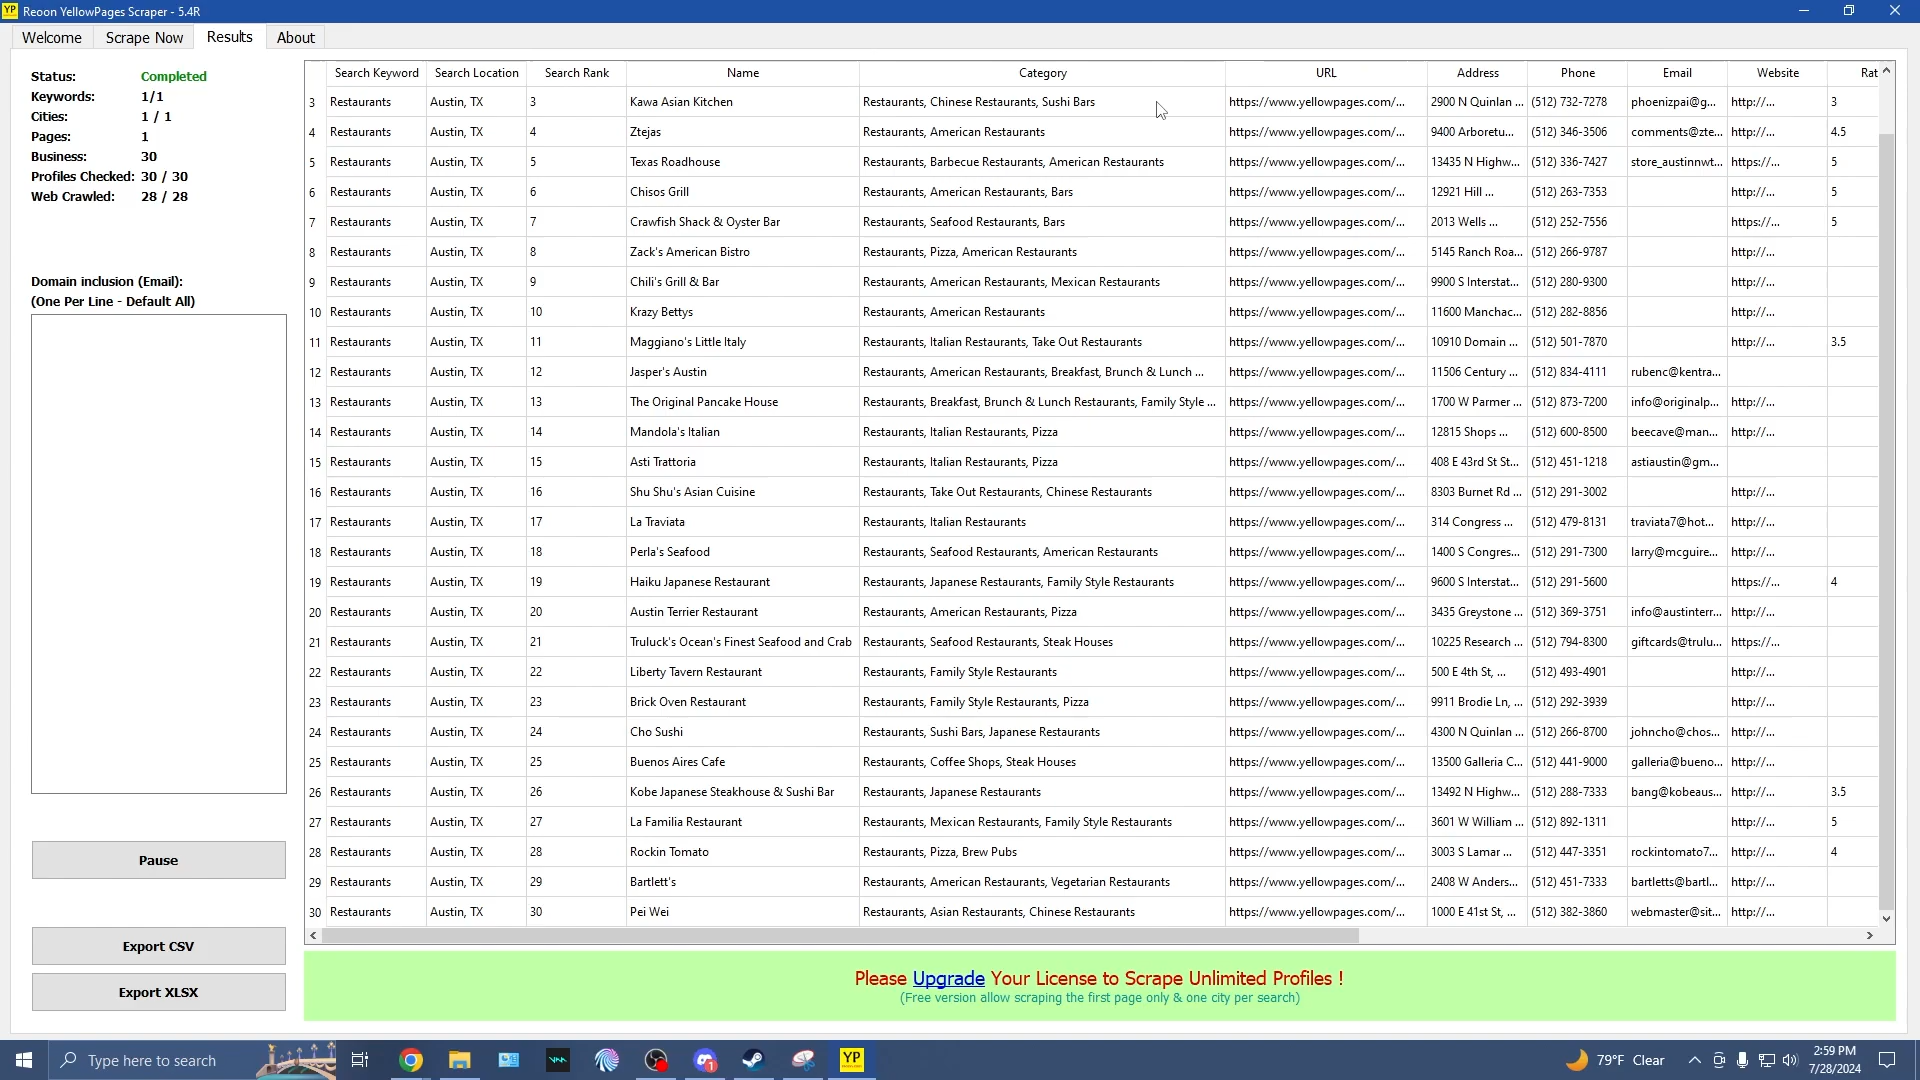 YP Reoon YellowPages Scraper - 5.4R
Welcome Scrape Now Results About
Status: Completed
Keywords: 1/1
Cities: 1 / 1
Pages: 1
Business: 30
Profiles Checked: 30 / 30
Web Crawled: 28 / 28
Domain inclusion (Email):
(One Per Line - Default All)
Pause
Export CSV
Export XLSX
Search Keyword Search Location Search Rank Name Category URL Address Phone Email Website Rat
3 Restaurants Austin, TX 3 Kawa Asian Kitchen Restaurants, Chinese Restaurants, Sushi Bars https://www.yellowpages.com/... 2900 N Quinlan ... (512) 732-7278 phoenizpai@g... http://... 3
4 Restaurants Austin, TX 4 Ztejas Restaurants, American Restaurants https://www.yellowpages.com/... 9400 Arboretu... (512) 346-3506 comments@zte... http://... 4.5
5 Restaurants Austin, TX 5 Texas Roadhouse Restaurants, Barbecue Restaurants, American Restaurants https://www.yellowpages.com/... 13435 N Highw... (512) 336-7427 store_austinnwt... https://... 5
6 Restaurants Austin, TX 6 Chisos Grill Restaurants, American Restaurants, Bars https://www.yellowpages.com/... 12921 Hill ... (512) 263-7353 http://... 5
7 Restaurants Austin, TX 7 Crawfish Shack & Oyster Bar Restaurants, Seafood Restaurants, Bars https://www.yellowpages.com/... 2013 Wells ... (512) 252-7556 https://... 5
8 Restaurants Austin, TX 8 Zack's American Bistro Restaurants, Pizza, American Restaurants https://www.yellowpages.com/... 5145 Ranch Roa... (512) 266-9787 http://...
9 Restaurants Austin, TX 9 Chili's Grill & Bar Restaurants, American Restaurants, Mexican Restaurants https://www.yellowpages.com/... 9900 S Interstat... (512) 280-9300 http://...
10 Restaurants Austin, TX 10 Krazy Bettys Restaurants, American Restaurants https://www.yellowpages.com/... 11600 Manchac... (512) 282-8856 http://...
11 Restaurants Austin, TX 11 Maggiano's Little Italy Restaurants, Italian Restaurants, Take Out Restaurants https://www.yellowpages.com/... 10910 Domain ... (512) 501-7870 http://... 3.5
12 Restaurants Austin, TX 12 Jasper's Austin Restaurants, American Restaurants, Breakfast, Brunch & Lunch ... https://www.yellowpages.com/... 11506 Century ... (512) 834-4111 rubenc@kentra...
13 Restaurants Austin, TX 13 The Original Pancake House Restaurants, Breakfast, Brunch & Lunch Restaurants, Family Style ... https://www.yellowpages.com/... 1700 W Parmer ... (512) 873-7200 info@originalp... http://...
14 Restaurants Austin, TX 14 Mandola's Italian Restaurants, Italian Restaurants, Pizza https://www.yellowpages.com/... 12815 Shops ... (512) 600-8500 beecave@man... http://...
15 Restaurants Austin, TX 15 Asti Trattoria Restaurants, Italian Restaurants, Pizza https://www.yellowpages.com/... 408 E 43rd St St... (512) 451-1218 astiaustin@gm...
16 Restaurants Austin, TX 16 Shu Shu's Asian Cuisine Restaurants, Take Out Restaurants, Chinese Restaurants https://www.yellowpages.com/... 8303 Burnet Rd ... (512) 291-3002 http://...
17 Restaurants Austin, TX 17 La Traviata Restaurants, Italian Restaurants https://www.yellowpages.com/... 314 Congress ... (512) 479-8131 traviata7@hot... http://...
18 Restaurants Austin, TX 18 Perla's Seafood Restaurants, Seafood Restaurants, American Restaurants https://www.yellowpages.com/... 1400 S Congres... (512) 291-7300 larry@mcguire... http://...
19 Restaurants Austin, TX 19 Haiku Japanese Restaurant Restaurants, Japanese Restaurants, Family Style Restaurants https://www.yellowpages.com/... 9600 S Interstat... (512) 291-5600 https://... 4
20 Restaurants Austin, TX 20 Austin Terrier Restaurant Restaurants, American Restaurants, Pizza https://www.yellowpages.com/... 3435 Greystone ... (512) 369-3751 info@austinterr... http://...
21 Restaurants Austin, TX 21 Truluck's Ocean's Finest Seafood and Crab Restaurants, Seafood Restaurants, Steak Houses https://www.yellowpages.com/... 10225 Research ... (512) 794-8300 giftcards@trulu... https://...
22 Restaurants Austin, TX 22 Liberty Tavern Restaurant Restaurants, Family Style Restaurants https://www.yellowpages.com/... 500 E 4th St, ... (512) 493-4901 http://...
23 Restaurants Austin, TX 23 Brick Oven Restaurant Restaurants, Family Style Restaurants, Pizza https://www.yellowpages.com/... 9911 Brodie Ln, ... (512) 292-3939 http://...
24 Restaurants Austin, TX 24 Cho Sushi Restaurants, Sushi Bars, Japanese Restaurants https://www.yellowpages.com/... 4300 N Quinlan ... (512) 266-8700 johncho@chos... http://...
25 Restaurants Austin, TX 25 Buenos Aires Cafe Restaurants, Coffee Shops, Steak Houses https://www.yellowpages.com/... 13500 Galleria C... (512) 441-9000 galleria@bueno... http://...
26 Restaurants Austin, TX 26 Kobe Japanese Steakhouse & Sushi Bar Restaurants, Japanese Restaurants https://www.yellowpages.com/... 13492 N Highw... (512) 288-7333 bang@kobeaus... http://... 3.5
27 Restaurants Austin, TX 27 La Familia Restaurant Restaurants, Mexican Restaurants, Family Style Restaurants https://www.yellowpages.com/... 3601 W William ... (512) 892-1311 http://... 5
28 Restaurants Austin, TX 28 Rockin Tomato Restaurants, Pizza, Brew Pubs https://www.yellowpages.com/... 3003 S Lamar ... (512) 447-3351 rockintomato7... http://... 4
29 Restaurants Austin, TX 29 Bartlett's Restaurants, American Restaurants, Vegetarian Restaurants https://www.yellowpages.com/... 2408 W Anders... (512) 451-7333 bartletts@bartl... http://...
30 Restaurants Austin, TX 30 Pei Wei Restaurants, Asian Restaurants, Chinese Restaurants https://www.yellowpages.com/... 1000 E 41st St, ... (512) 382-3860 webmaster@sit... http://...
Please Upgrade Your License to Scrape Unlimited Profiles !
(Free version allow scraping the first page only & one city per search)
Type here to search
YP
79°F Clear
2:59 PM
7/28/2024